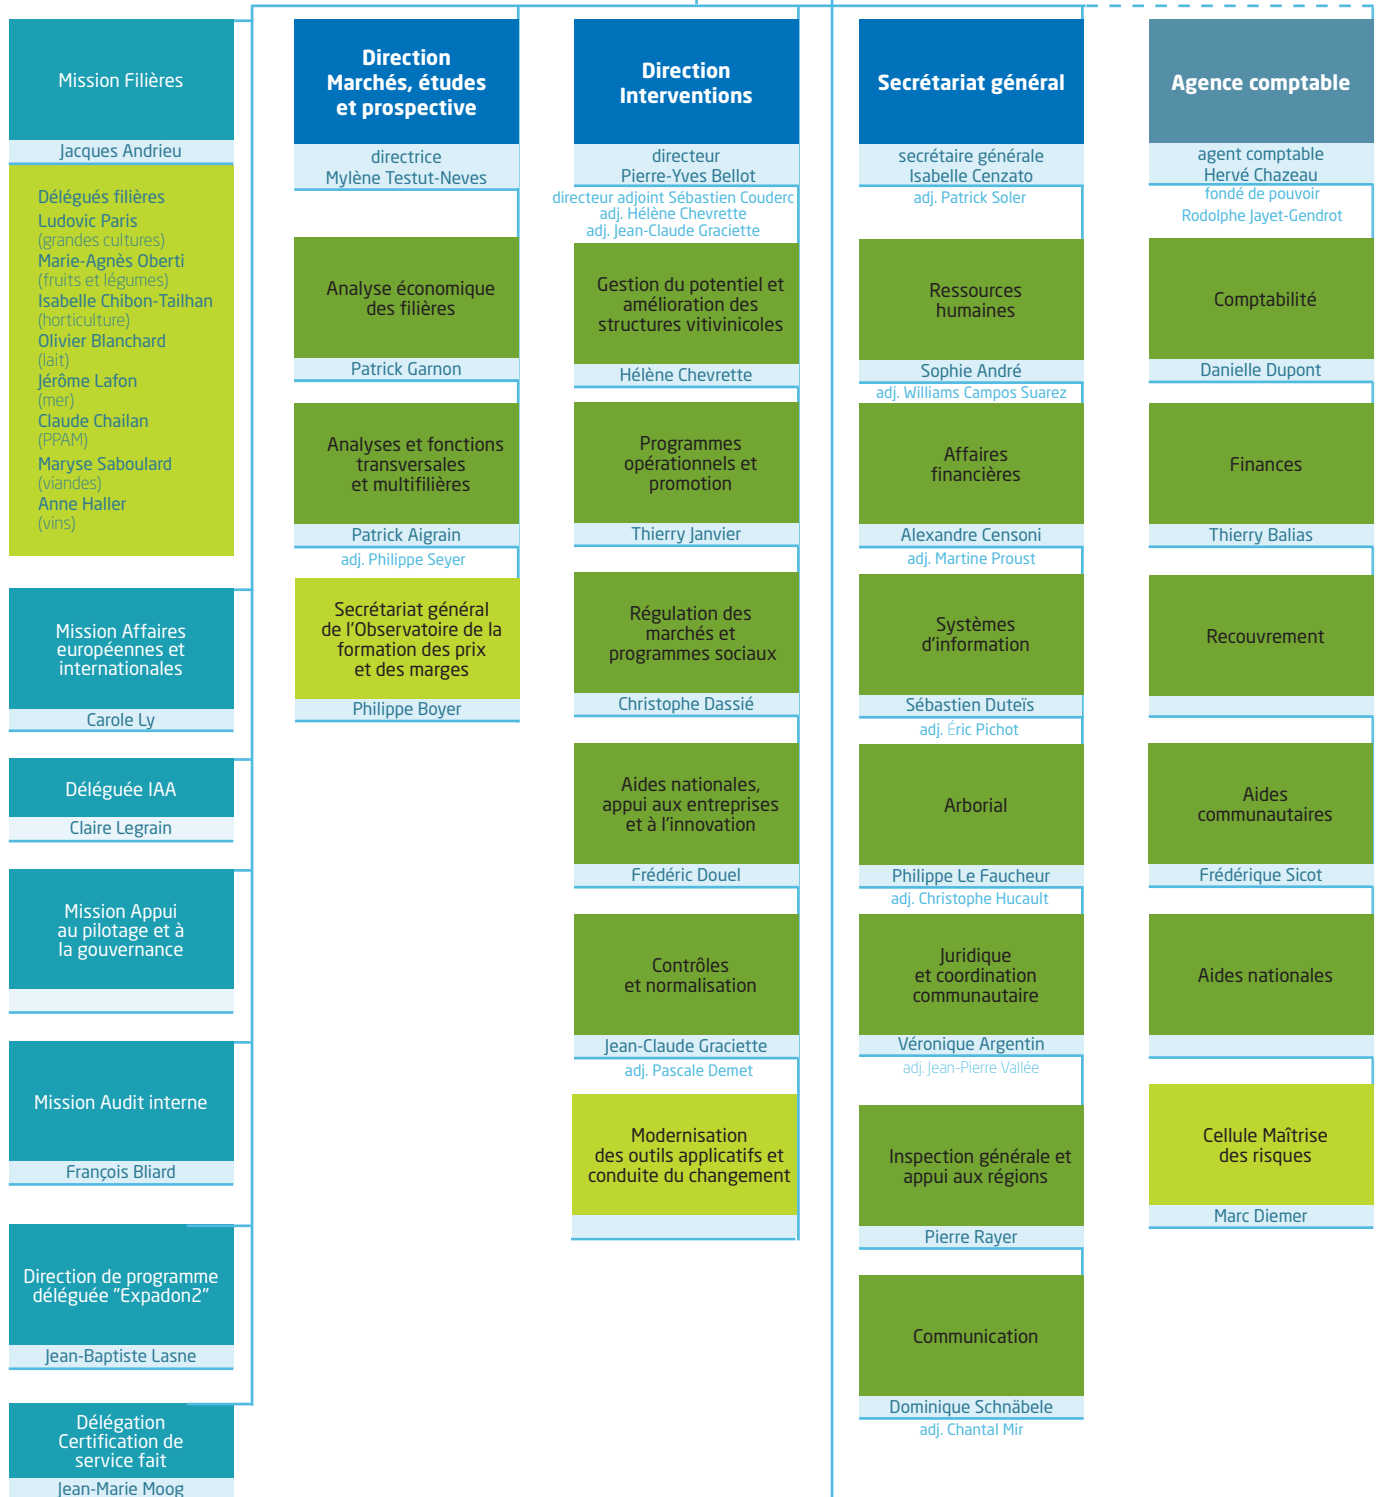 Mission Filières
Jacques Andrieu
Délégués filières
Ludovic Paris
(grandes cultures)
Marie-Agnès Oberti
(fruits et légumes)
Isabelle Chibon-Tailhan
(horticulture)
Olivier Blanchard
(lait)
Jérôme Lafon
(mer)
Claude Chailan
(PPAM)
Maryse Saboulard
(viandes)
Anne Haller
(vins)
Mission Affaires
européennes et
internationales
Carole Ly
Déléguée IAA
Claire Legrain
Mission Appui
au pilotage et à
la gouvernance
Mission Audit interne
François Bliard
Direction de programme
déléguée "Expadon2"
Jean-Baptiste Lasne
Délégation
Certification de
service fait
Jean-Marie Moog
Direction
Marchés, études
et prospective
directrice
Mylène Testut-Neves
Analyse économique
des filières
Patrick Garnon
Analyses et fonctions
transversales
et multifilières
Patrick Aigrain
adj. Philippe Seyer
Secrétariat général
de l'Observatoire de la
formation des prix
et des marges
Philippe Boyer
Direction
Interventions
directeur
Pierre-Yves Bellot
directeur adjoint Sébastien Couderc
adj. Hélène Chevrette
adj. Jean-Claude Graciette
Gestion du potentiel et
amélioration des
structures vitivinicoles
Hélène Chevrette
Programmes
opérationnels et
promotion
Thierry Janvier
Régulation des
marchés et
programmes sociaux
Christophe Dassié
Aides nationales,
appui aux entreprises
et à l'innovation
Frédéric Douel
Contrôles
et normalisation
Jean-Claude Graciette
adj. Pascale Demet
Modernisation
des outils applicatifs et
conduite du changement
Secrétariat général
secrétaire générale
Isabelle Cenzato
adj. Patrick Soler
Ressources
humaines
Sophie André
adj. Williams Campos Suarez
Affaires
financières
Alexandre Censoni
adj. Martine Proust
Systèmes
d'information
Sébastien Duteïs
adj. Éric Pichot
Arborial
Philippe Le Faucheur
adj. Christophe Hucault
Juridique
et coordination
communautaire
Véronique Argentin
adj. Jean-Pierre Vallée
Inspection générale et
appui aux régions
Pierre Rayer
Communication
Dominique Schnäbele
adj. Chantal Mir
Agence comptable
agent comptable
Hervé Chazeau
fondé de pouvoir
Rodolphe Jayet-Gendrot
Comptabilité
Danielle Dupont
Finances
Thierry Balias
Recouvrement
Aides
communautaires
Frédérique Sicot
Aides nationales
Cellule Maîtrise
des risques
Marc Diemer